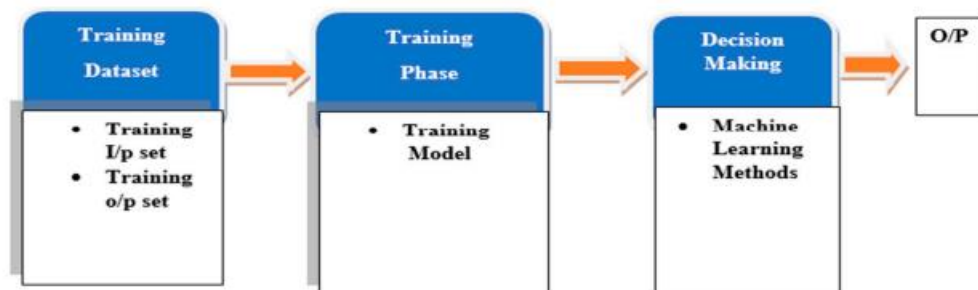 Training
Dataset
• Training
I/p set
• Training
o/p set
Training
Phase
• Training
Model
Decision
Making
• Machine
Learning
Methods
O/P